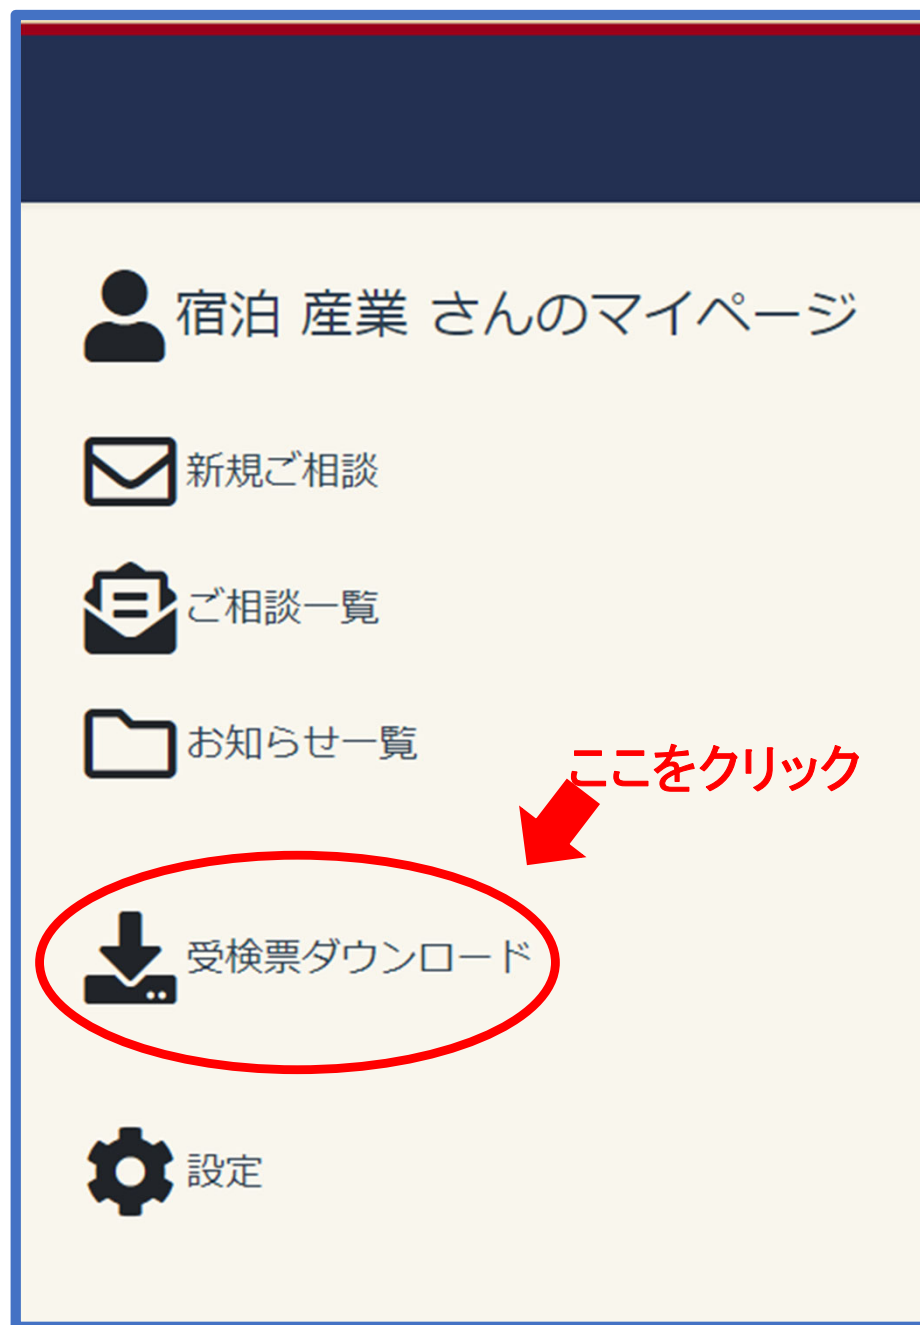 宿泊 産業 さんのマイページ
新規ご相談
ご相談一覧
お知らせ一覧
ここをクリック
受検票ダウンロード
設定